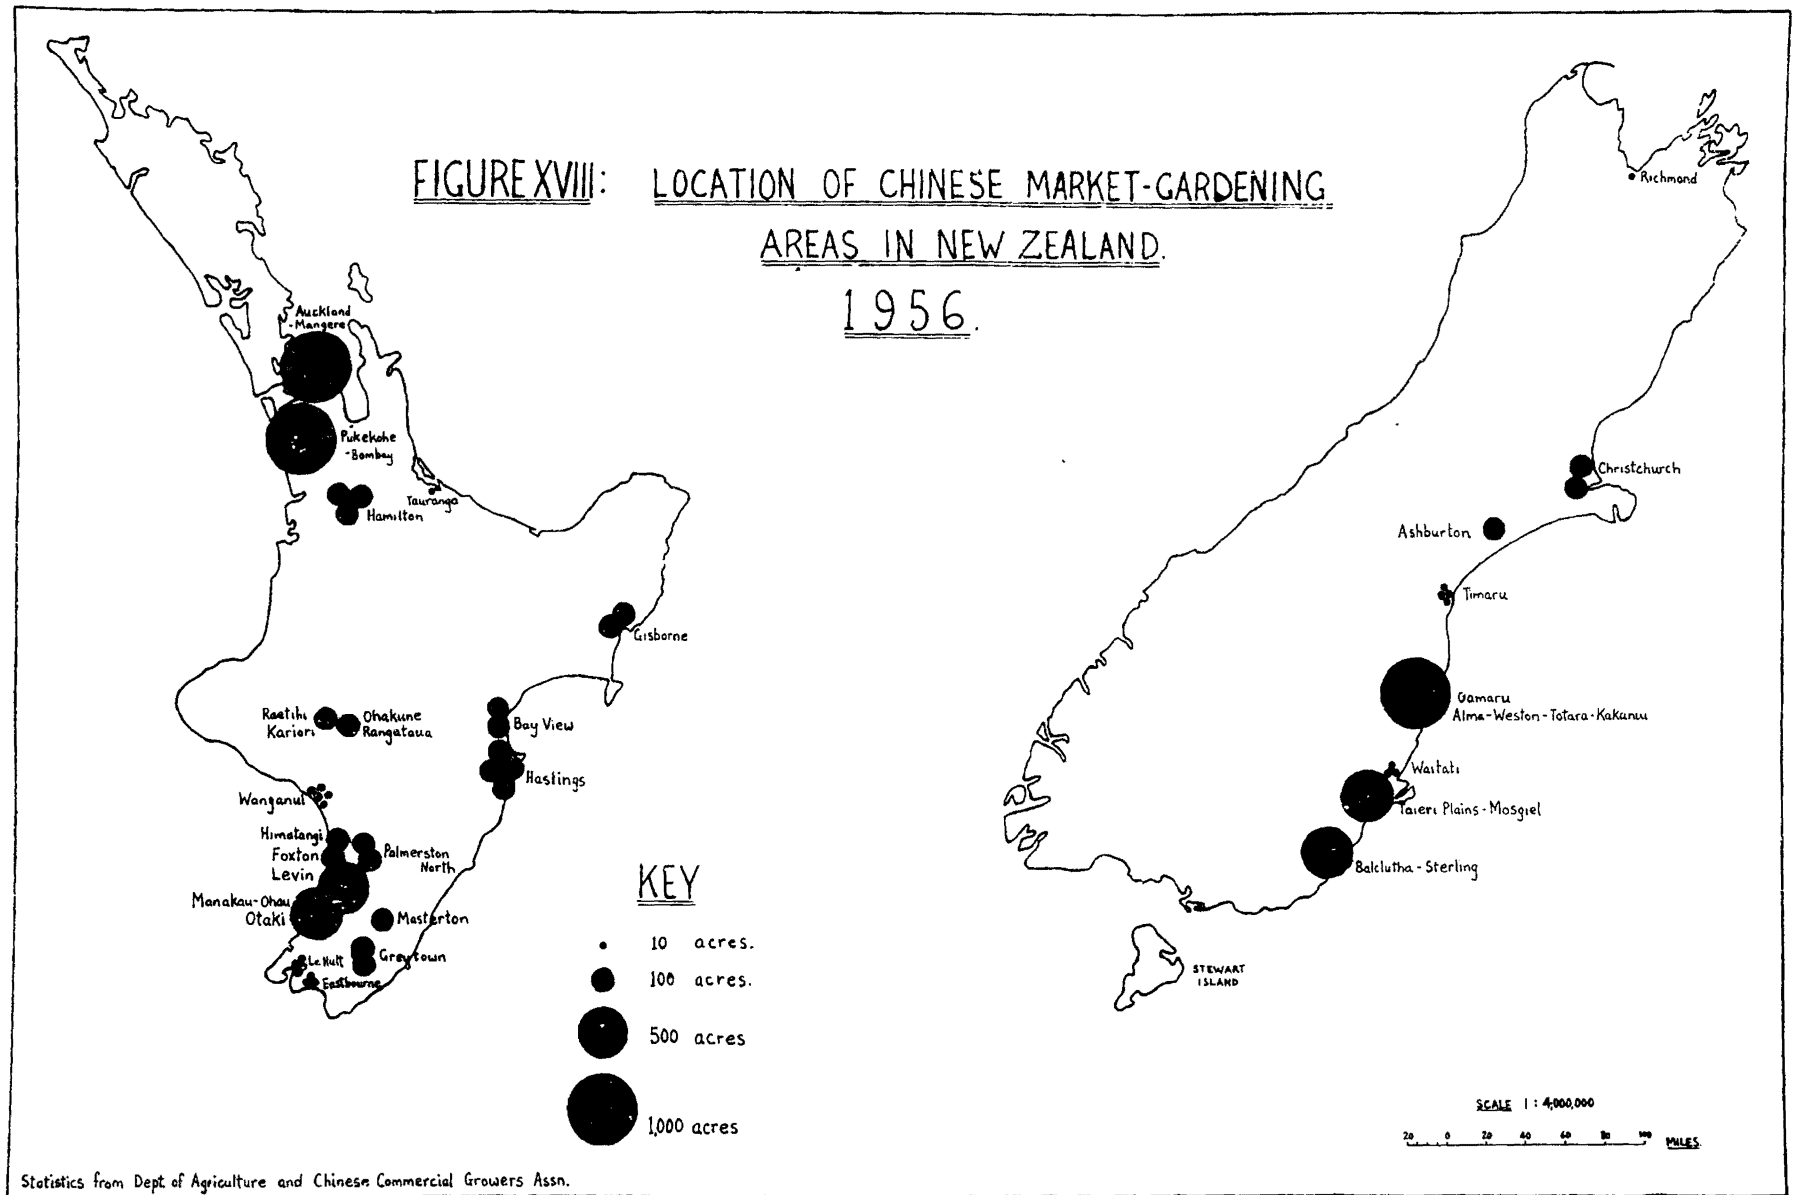 FIGURE XVIII: LOCATION OF CHINESE MARKET-GARDENING
AREAS IN NEW ZEALAND.
1956.
Auckland
-Mangere
Pukekohe
-Bombay
Tauranga
Hamilton
Gisborne
Raetihi
Kariori
Ohakune
Rangataua
Bay View
Hastings
Wanganui
Himatangi
Foxton
Levin
Palmerston
North
Manakau-Ohau
Otaki
Masterton
Greytown
Le Hutt
Eastbourne
KEY
10 acres.
100 acres.
500 acres
1,000 acres
Richmond
Christchurch
Ashburton
Timaru
Oamaru
Alma-Weston-Totara-Kakanui
Waitati
Taieri Plains-Mosgiel
Balclutha-Sterling
STEWART
ISLAND
SCALE 1 : 4,000,000
20 0 20 40 60 80 100 MILES.
Statistics from Dept of Agriculture and Chinese Commercial Growers Assn.